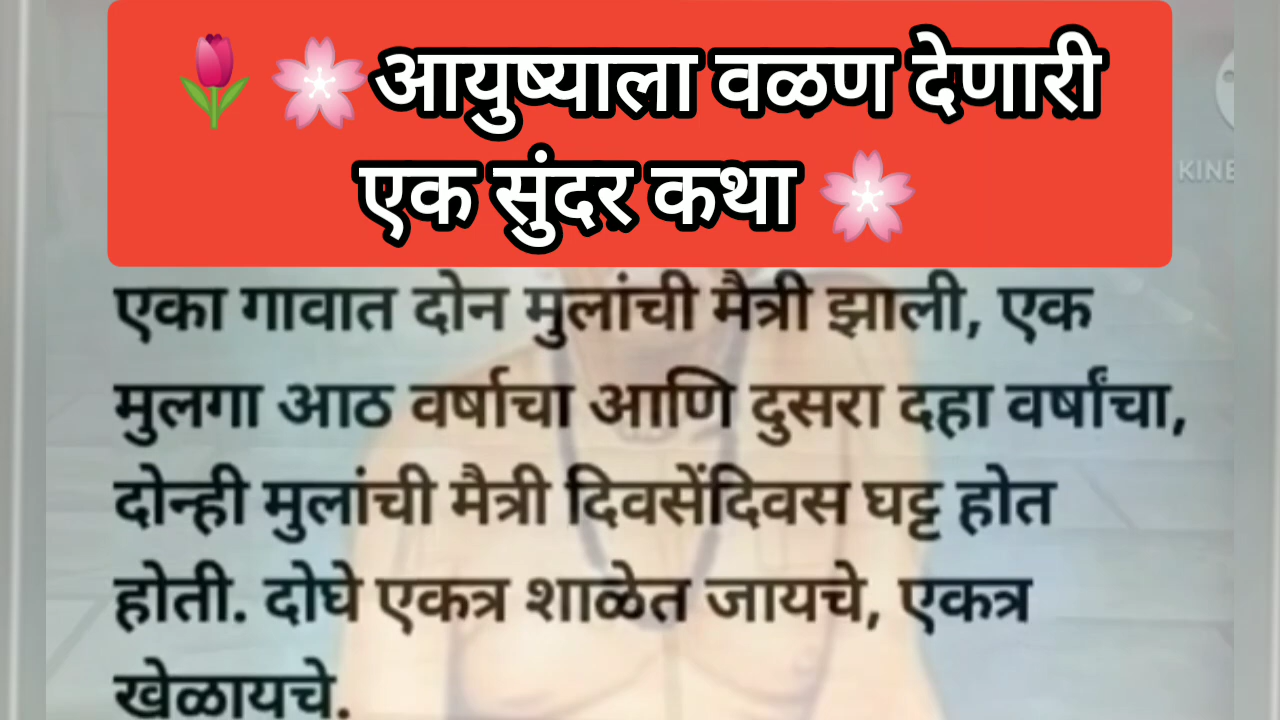 🌷🌸आयुष्याला वळण देणारी
एक सुंदर कथा 🌸
एका गावात दोन मुलांची मैत्री झाली, एक
मुलगा आठ वर्षाचा आणि दुसरा दहा वर्षांचा,
दोन्ही मुलांची मैत्री दिवसेंदिवस घट्ट होत
होती. दोघे एकत्र शाळेत जायचे, एकत्र
खेळायचे.